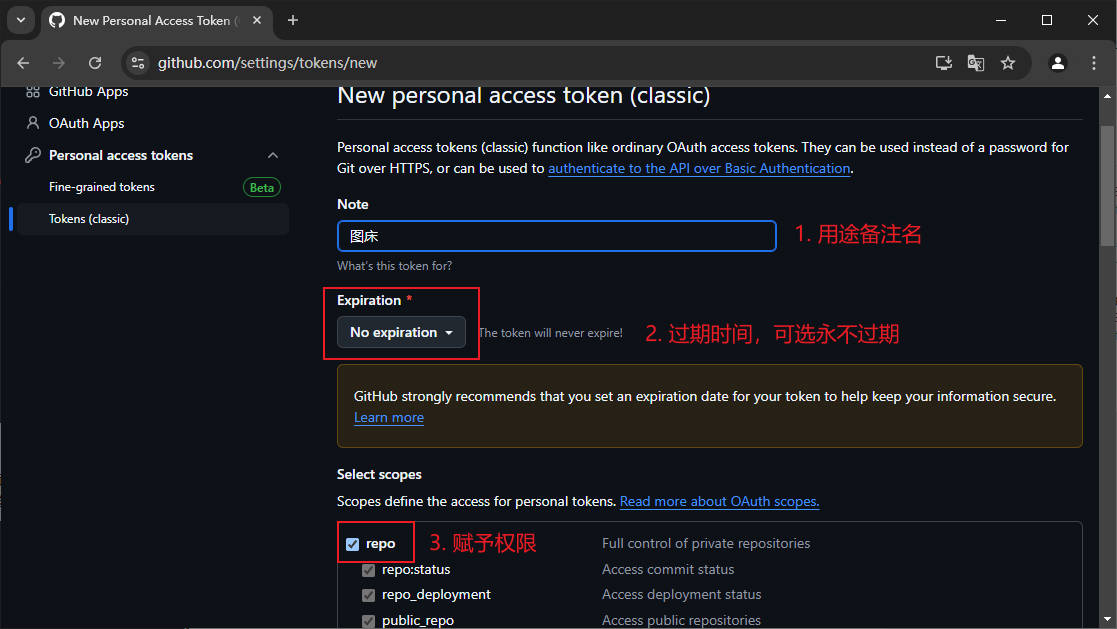 New Personal Access Token (
github.com/settings/tokens/new
GitHub Apps
OAuth Apps
Personal access tokens
Fine-grained tokens
Beta
Tokens (classic)
New personal access token (classic)
Personal access tokens (classic) function like ordinary OAuth access tokens. They can be used instead of a password for
Git over HTTPS, or can be used to authenticate to the API over Basic Authentication.
Note
图床
1. 用途备注名
What's this token for?
Expiration *
No expiration
The token will never expire!
2. 过期时间，可选永不过期
GitHub strongly recommends that you set an expiration date for your token to help keep your information secure.
Learn more
Select scopes
Scopes define the access for personal tokens. Read more about OAuth scopes.
repo
3. 赋予权限
Full control of private repositories
repo:status
Access commit status
repo_deployment
Access deployment status
public_repo
Access public repositories